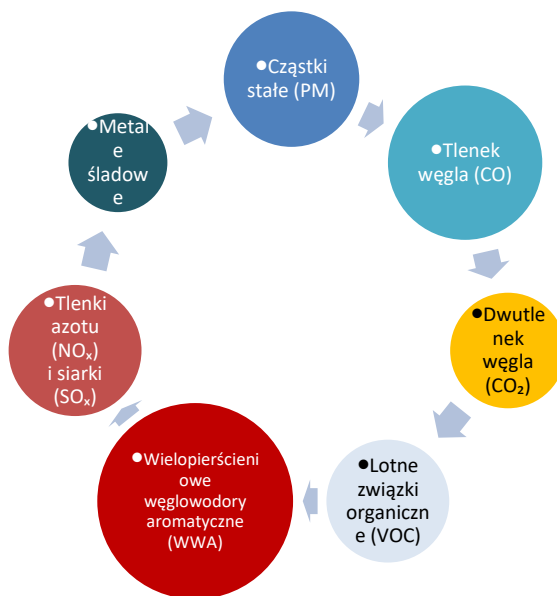 •Cząstki
stałe (PM)
•Tlenek
węgla (CO)
•Dwutle
nek
węgla
(CO₂)
•Lotne
związki
organiczn
e (VOC)
•Wielopierścieni
owe
węglowodory
aromatyczne
(WWA)
•Tlenki
azotu
(NOₓ)
i siarki
(SOₓ)
•Metal
e
śladow
e